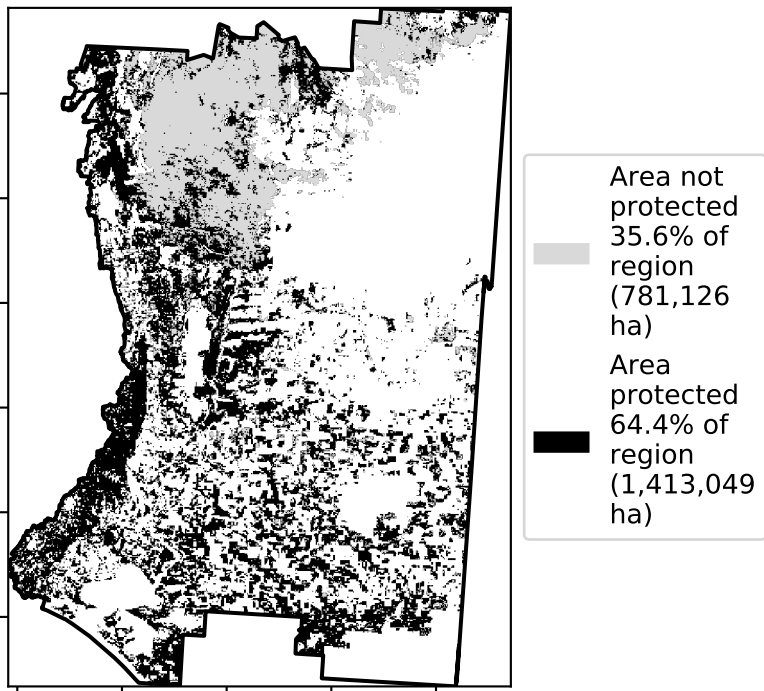 Area not
protected
35.6% of
region
(781,126
ha)
Area
protected
64.4% of
region
(1,413,049
ha)